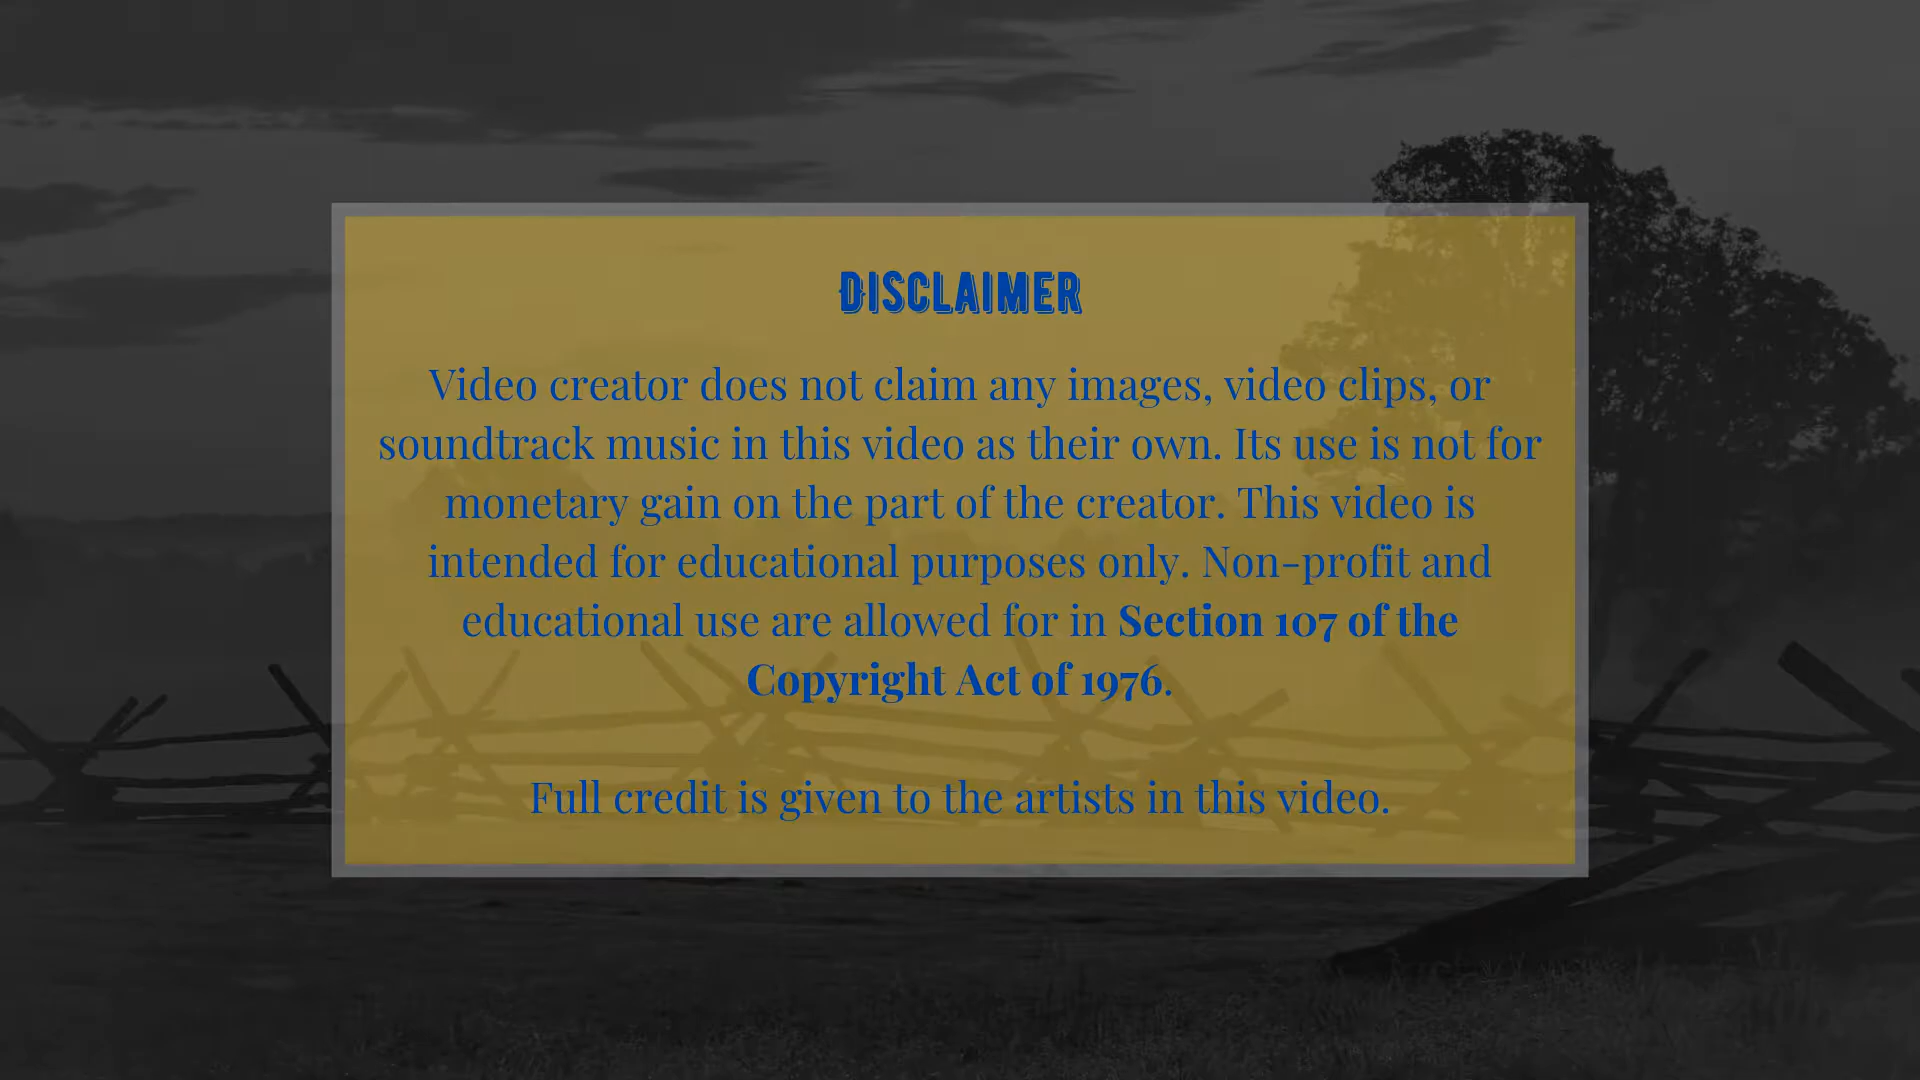 DISCLAIMER
Video creator does not claim any images, video clips, or
soundtrack music in this video as their own. Its use is not for
monetary gain on the part of the creator. This video is
intended for educational purposes only. Non-profit and
educational use are allowed for in Section 107 of the
Copyright Act of 1976.
Full credit is given to the artists in this video.